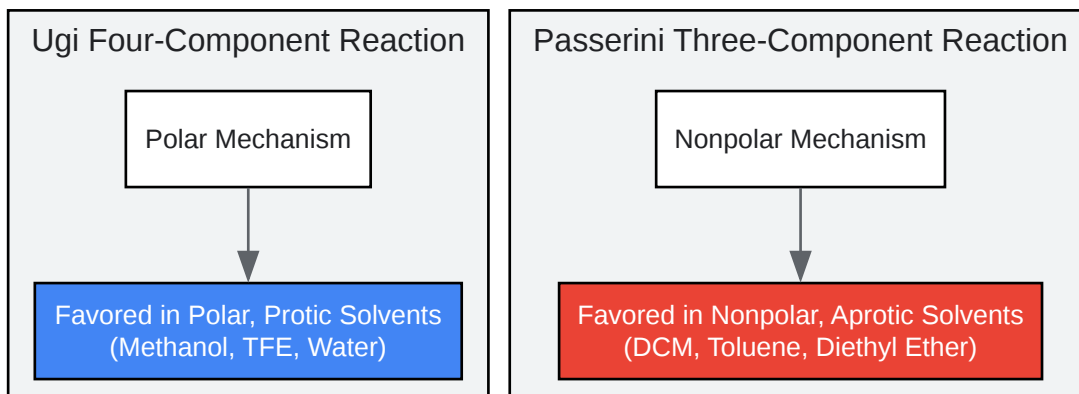 Ugi Four-Component Reaction
Polar Mechanism
Favored in Polar, Protic Solvents
(Methanol, TFE, Water)
Passerini Three-Component Reaction
Nonpolar Mechanism
Favored in Nonpolar, Aprotic Solvents
(DCM, Toluene, Diethyl Ether)